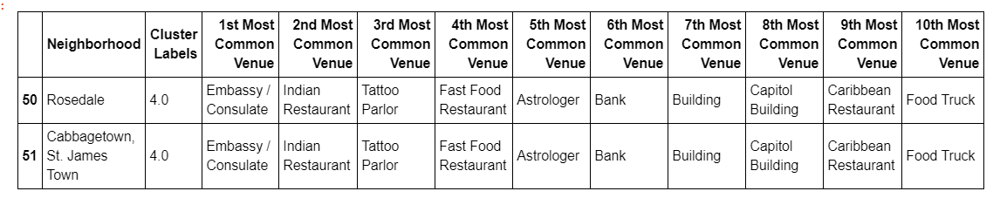 :
Neighborhood Cluster Labels 1st Most Common Venue 2nd Most Common Venue 3rd Most Common Venue 4th Most Common Venue 5th Most Common Venue 6th Most Common Venue 7th Most Common Venue 8th Most Common Venue 9th Most Common Venue 10th Most Common Venue
50 Rosedale 4.0 Embassy / Consulate Indian Restaurant Tattoo Parlor Fast Food Restaurant Astrologer Bank Building Capitol Building Caribbean Restaurant Food Truck
51 Cabbagetown, St. James Town 4.0 Embassy / Consulate Indian Restaurant Tattoo Parlor Fast Food Restaurant Astrologer Bank Building Capitol Building Caribbean Restaurant Food Truck